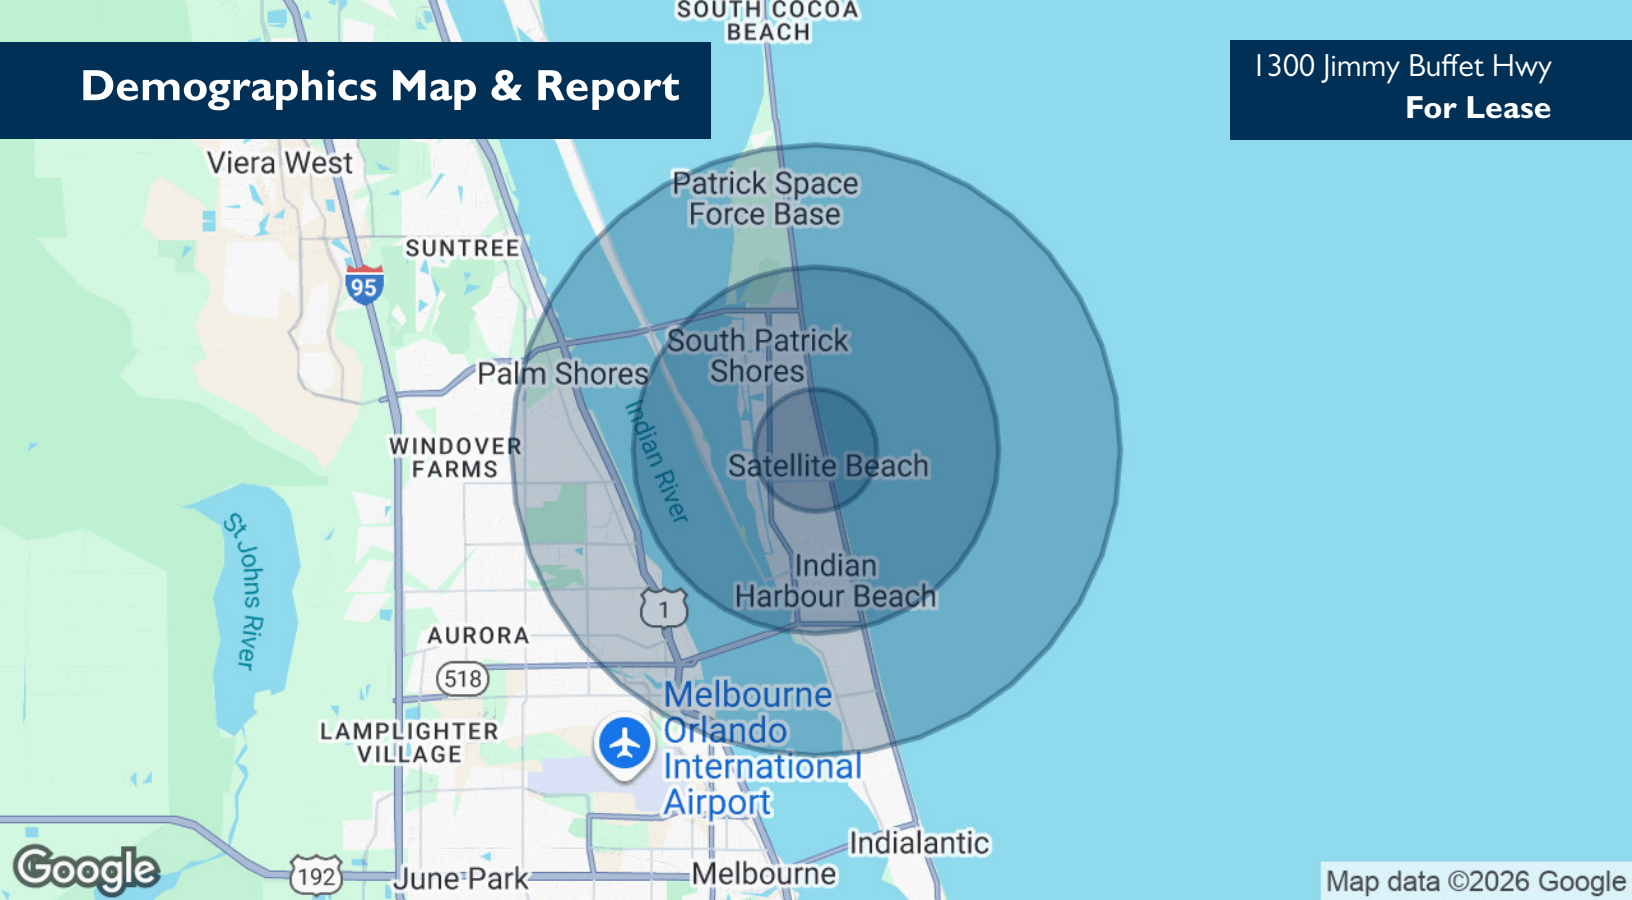 SOUTH COCOA
BEACH
Demographics Map & Report
1300 Jimmy Buffet Hwy
For Lease
Viera West
Patrick Space
Force Base
SUNTREE
95
South Patrick
Shores
Palm Shores
Indian River
WINDOVER
FARMS
Satellite Beach
St Johns River
Indian
Harbour Beach
1
AURORA
518
Melbourne
Orlando
International
Airport
LAMPLIGHTER
VILLAGE
Indialantic
Google
192
June Park
Melbourne
Map data ©2026 Google